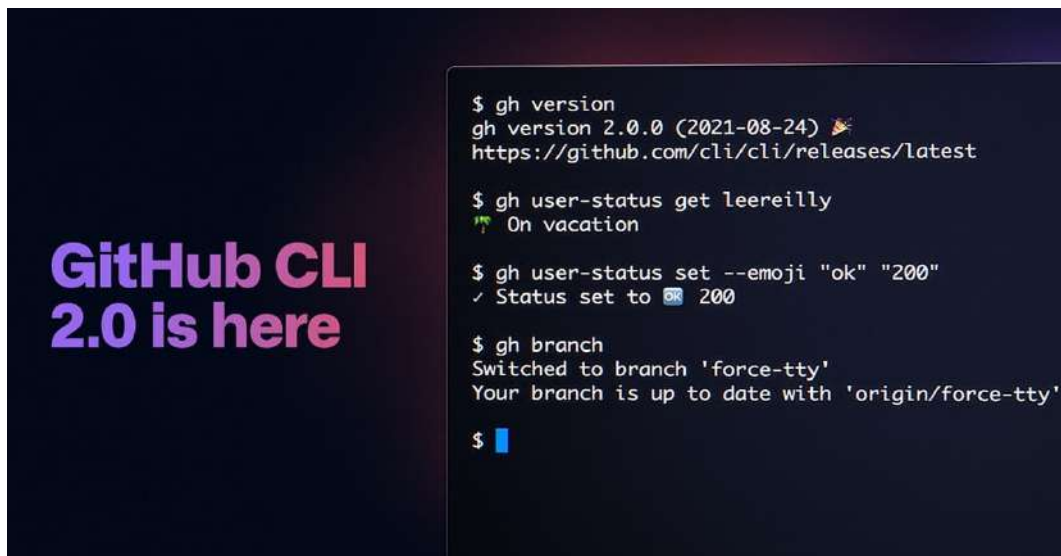 GitHub CLI
2.0 is here
$ gh version
gh version 2.0.0 (2021-08-24) 🎉
https://github.com/cli/cli/releases/latest
$ gh user-status get leereilly
🌴 On vacation
$ gh user-status set --emoji "ok" "200"
✓ Status set to 🆗 200
$ gh branch
Switched to branch 'force-tty'
Your branch is up to date with 'origin/force-tty'
$